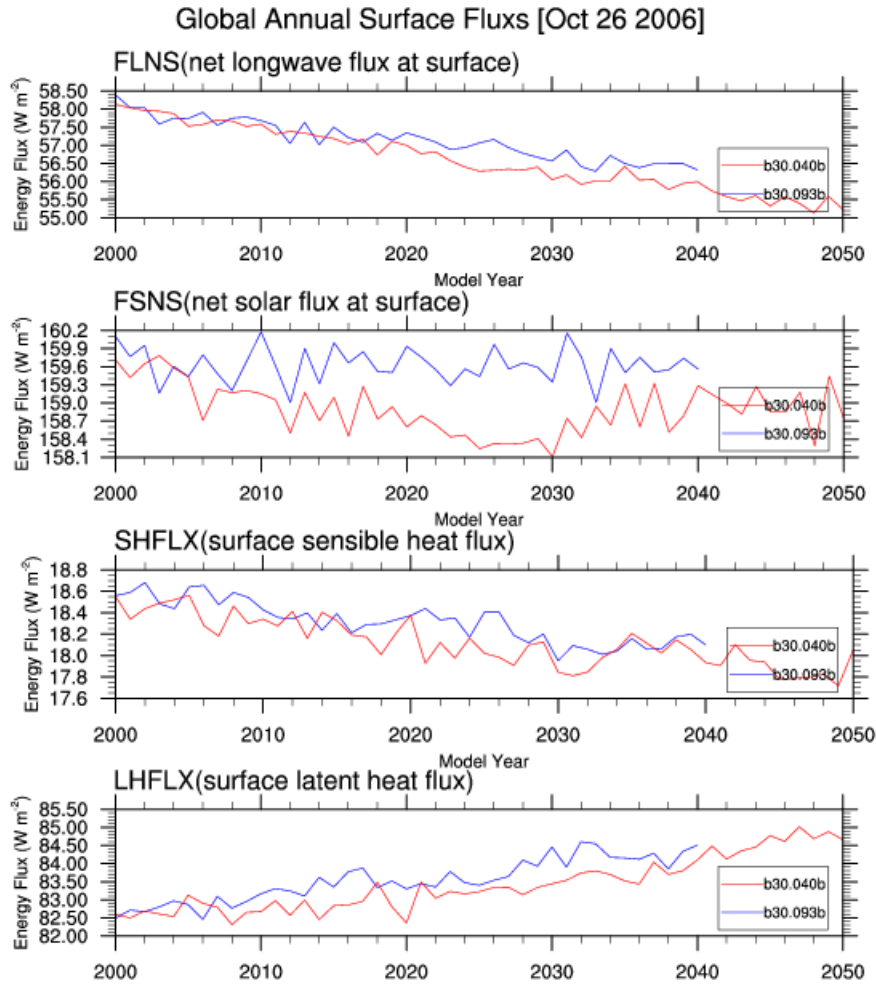 Global Annual Surface Fluxs [Oct 26 2006]
FLNS(net longwave flux at surface)
Energy Flux (W m-2)
58.50
58.00
57.50
57.00
56.50
56.00
55.50
55.00
b30.040b
b30.093b
2000 2010 2020 2030 2040 2050
Model Year
FSNS(net solar flux at surface)
Energy Flux (W m-2)
160.2
159.9
159.6
159.3
159.0
158.7
158.4
158.1
b30.040b
b30.093b
2000 2010 2020 2030 2040 2050
Model Year
SHFLX(surface sensible heat flux)
Energy Flux (W m-2)
18.8
18.6
18.4
18.2
18.0
17.8
17.6
b30.040b
b30.093b
2000 2010 2020 2030 2040 2050
Model Year
LHFLX(surface latent heat flux)
Energy Flux (W m-2)
85.50
85.00
84.50
84.00
83.50
83.00
82.50
82.00
b30.040b
b30.093b
2000 2010 2020 2030 2040 2050